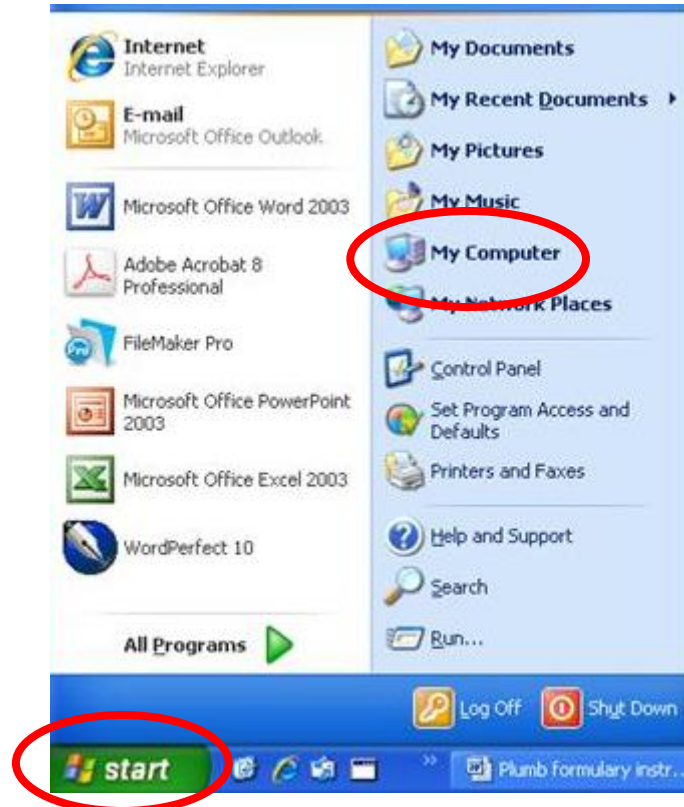 Internet
Internet Explorer
E-mail
Microsoft Office Outlook
Microsoft Office Word 2003
Adobe Acrobat 8
Professional
FileMaker Pro
Microsoft Office PowerPoint
2003
Microsoft Office Excel 2003
WordPerfect 10
All Programs
My Documents
My Recent Documents
My Pictures
My Music
My Computer
My Network Places
Control Panel
Set Program Access and
Defaults
Printers and Faxes
Help and Support
Search
Run...
Log Off
Shut Down
start
Plumb formulary instr...